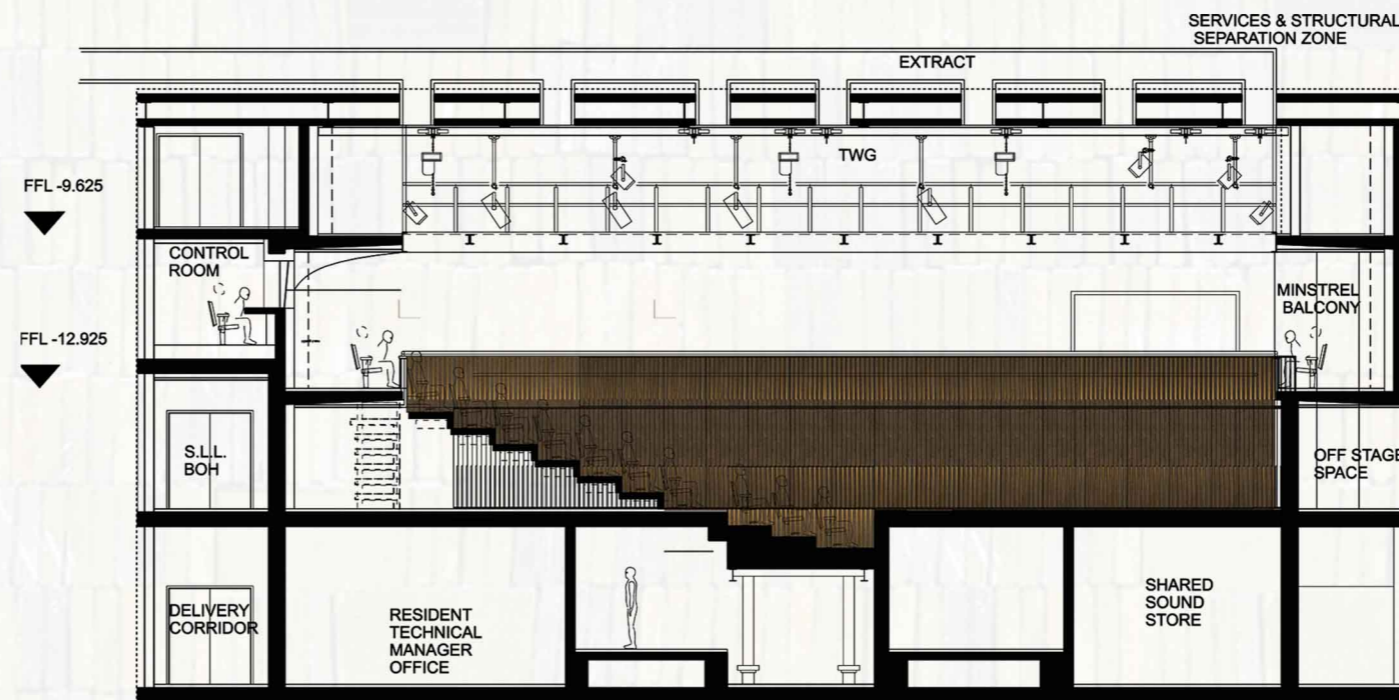 SERVICES & STRUCTURAL
SEPARATION ZONE
EXTRACT
TWG
FFL -9.625
CONTROL
ROOM
MINSTREL
BALCONY
FFL -12.925
S.L.L.
BOH
OFF STAGE
SPACE
DELIVERY
CORRIDOR
RESIDENT
TECHNICAL
MANAGER
OFFICE
SHARED
SOUND
STORE